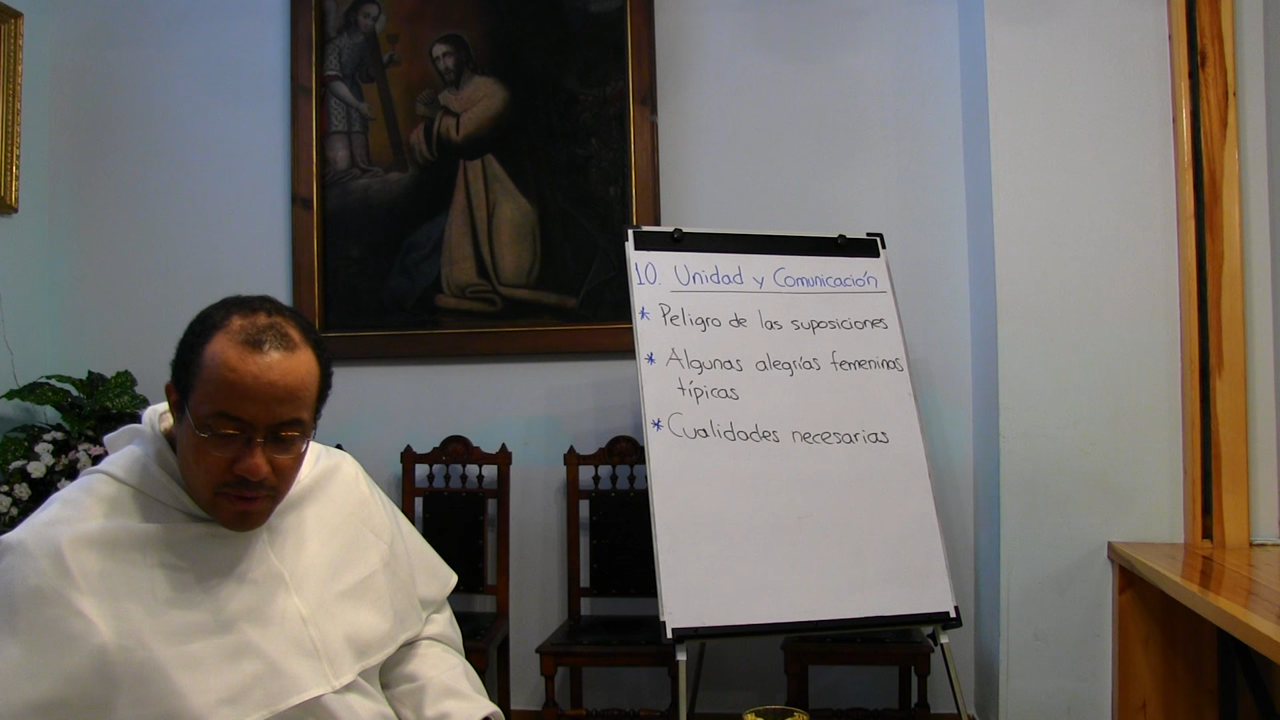 10. Unidad y Comunicación
* Peligro de las suposiciones
* Algunas alegrías femeninas
típicas
* Cualidades necesarias